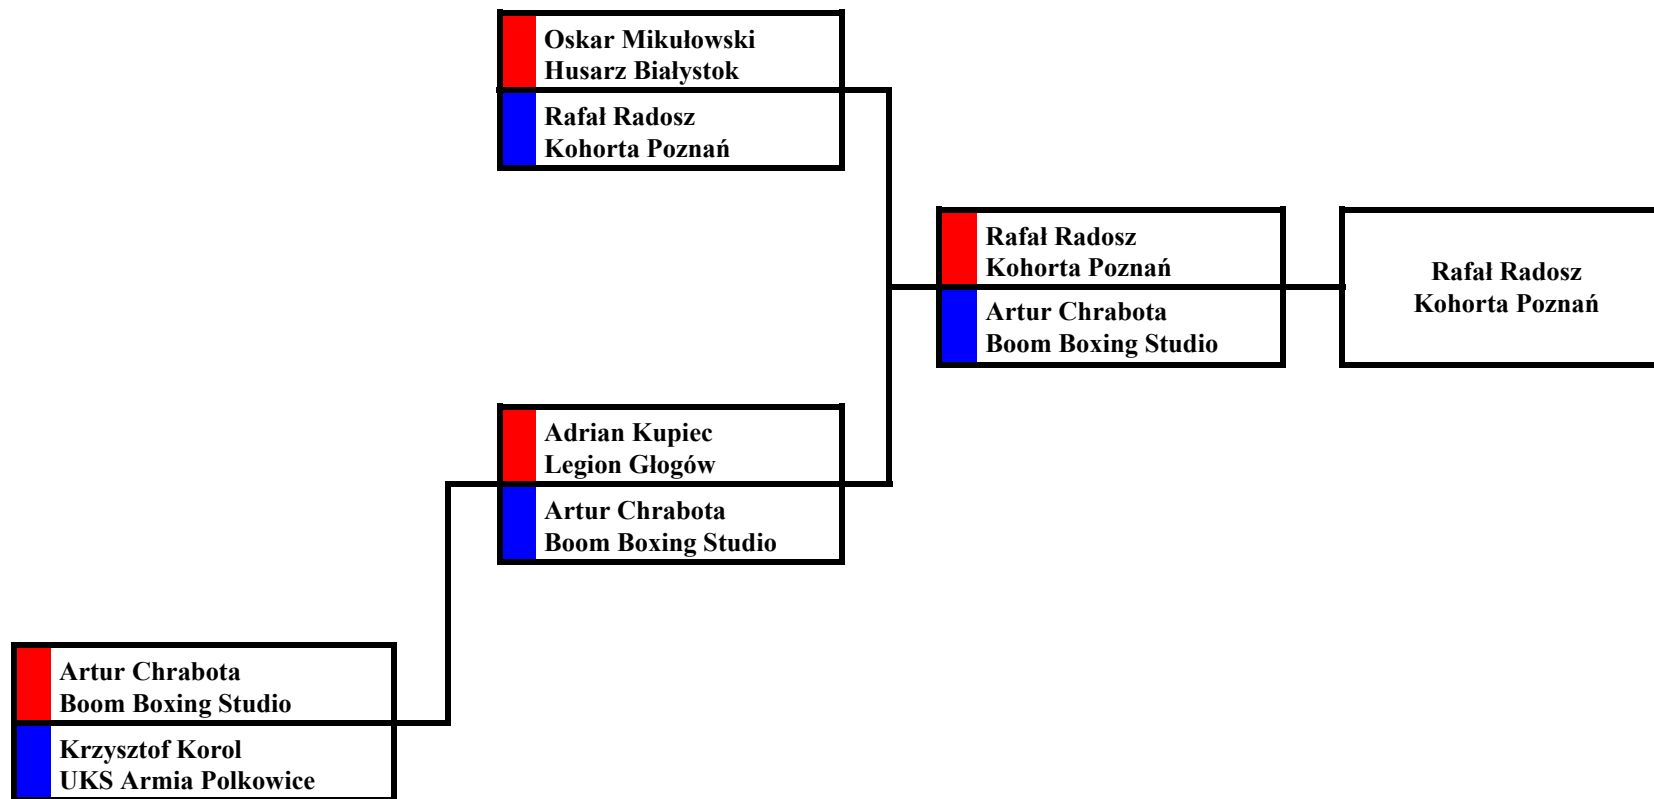 Oskar Mikułowski
Husarz Białystok
Rafał Radosz
Kohorta Poznań
Rafał Radosz
Kohorta Poznań
Artur Chrabota
Boom Boxing Studio
Rafał Radosz
Kohorta Poznań
Adrian Kupiec
Legion Głogów
Artur Chrabota
Boom Boxing Studio
Artur Chrabota
Boom Boxing Studio
Krzysztof Korol
UKS Armia Polkowice